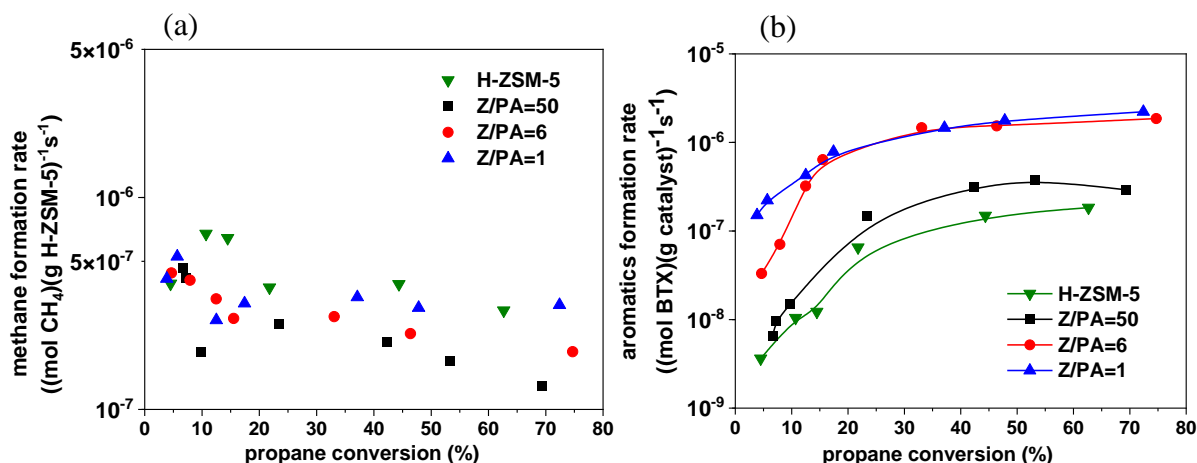 (a)
methane formation rate
((mol CH₄)(g H-ZSM-5)⁻¹s⁻¹)
5×10⁻⁶
10⁻⁶
5×10⁻⁷
10⁻⁷
H-ZSM-5
Z/PA=50
Z/PA=6
Z/PA=1
0 10 20 30 40 50 60 70 80
propane conversion (%)
(b)
aromatics formation rate
((mol BTX)(g catalyst)⁻¹s⁻¹)
10⁻⁵
10⁻⁶
10⁻⁷
10⁻⁸
10⁻⁹
H-ZSM-5
Z/PA=50
Z/PA=6
Z/PA=1
0 10 20 30 40 50 60 70 80
propane conversion (%)